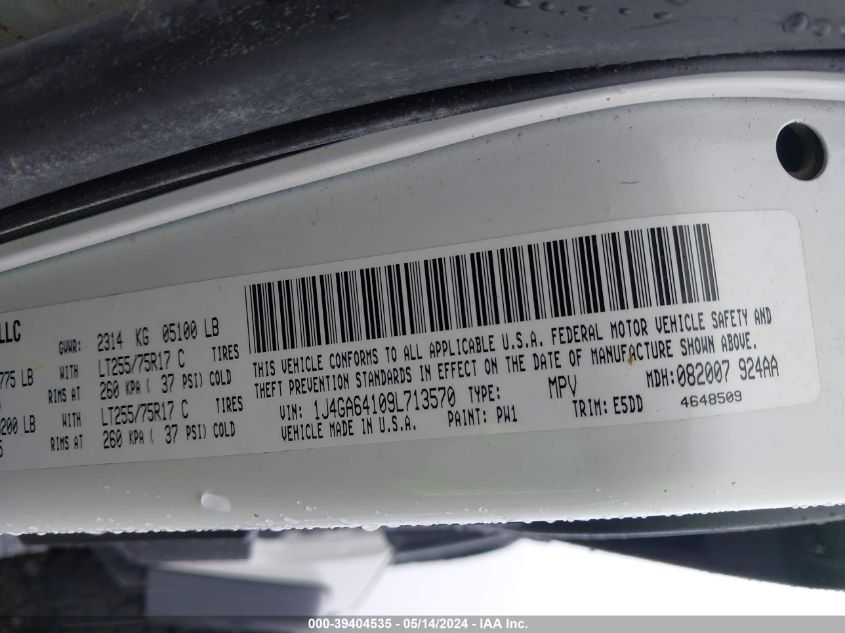 LLC
GVWR: 2314 KG 05100 LB
775 LB WITH LT255/75R17 C TIRES
RIMS AT 260 KPA ( 37 PSI) COLD
200 LB WITH LT255/75R17 C TIRES
5 RIMS AT 260 KPA ( 37 PSI) COLD
THIS VEHICLE CONFORMS TO ALL APPLICABLE U.S.A. FEDERAL MOTOR VEHICLE SAFETY AND
THEFT PREVENTION STANDARDS IN EFFECT ON THE DATE OF MANUFACTURE SHOWN ABOVE.
VIN: 1J4GA64109L713570 TYPE: MPV MDH:082007 924AA
VEHICLE MADE IN U.S.A. PAINT: PW1 TRIM: E5DD 4648509
000-39404535 - 05/14/2024 - IAA Inc.